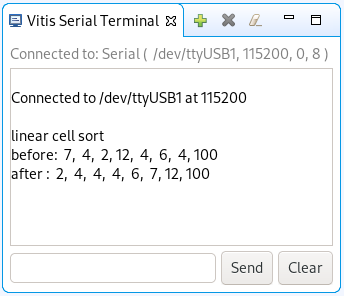 Vitis Serial Terminal
Connected to: Serial ( /dev/ttyUSB1, 115200, 0, 8 )
Connected to /dev/ttyUSB1 at 115200
linear cell sort
before:  7,  4,  2, 12,  4,  6,  4, 100
after :  2,  4,  4,  4,  6,  7, 12, 100
Send
Clear